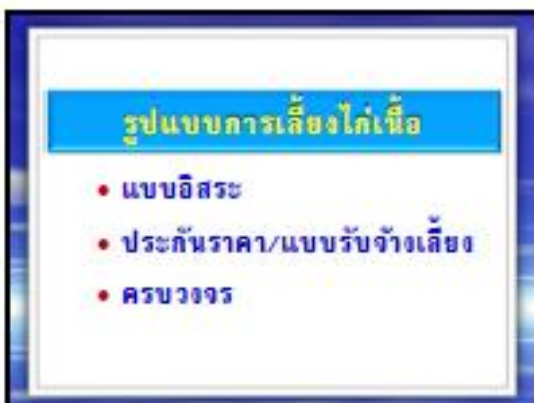 รูปแบบการเลี้ยงไก่เนื้อ
• แบบอิสระ
• ประกันราคา/แบบรับจ้างเลี้ยง
• ครบวงจร